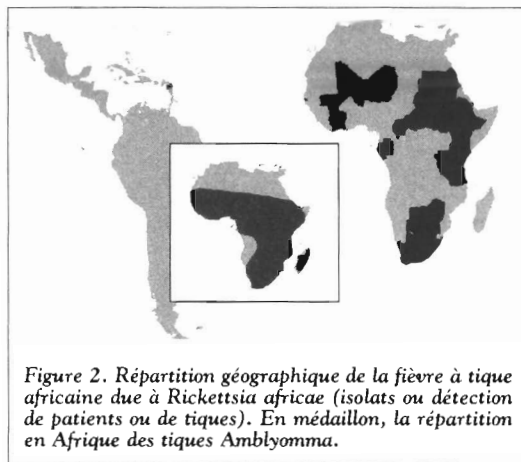 Figure 2. Répartition géographique de la fièvre à tique
africaine due à Rickettsia africae (isolats ou détection
de patients ou de tiques). En médaillon, la répartition
en Afrique des tiques Amblyomma.